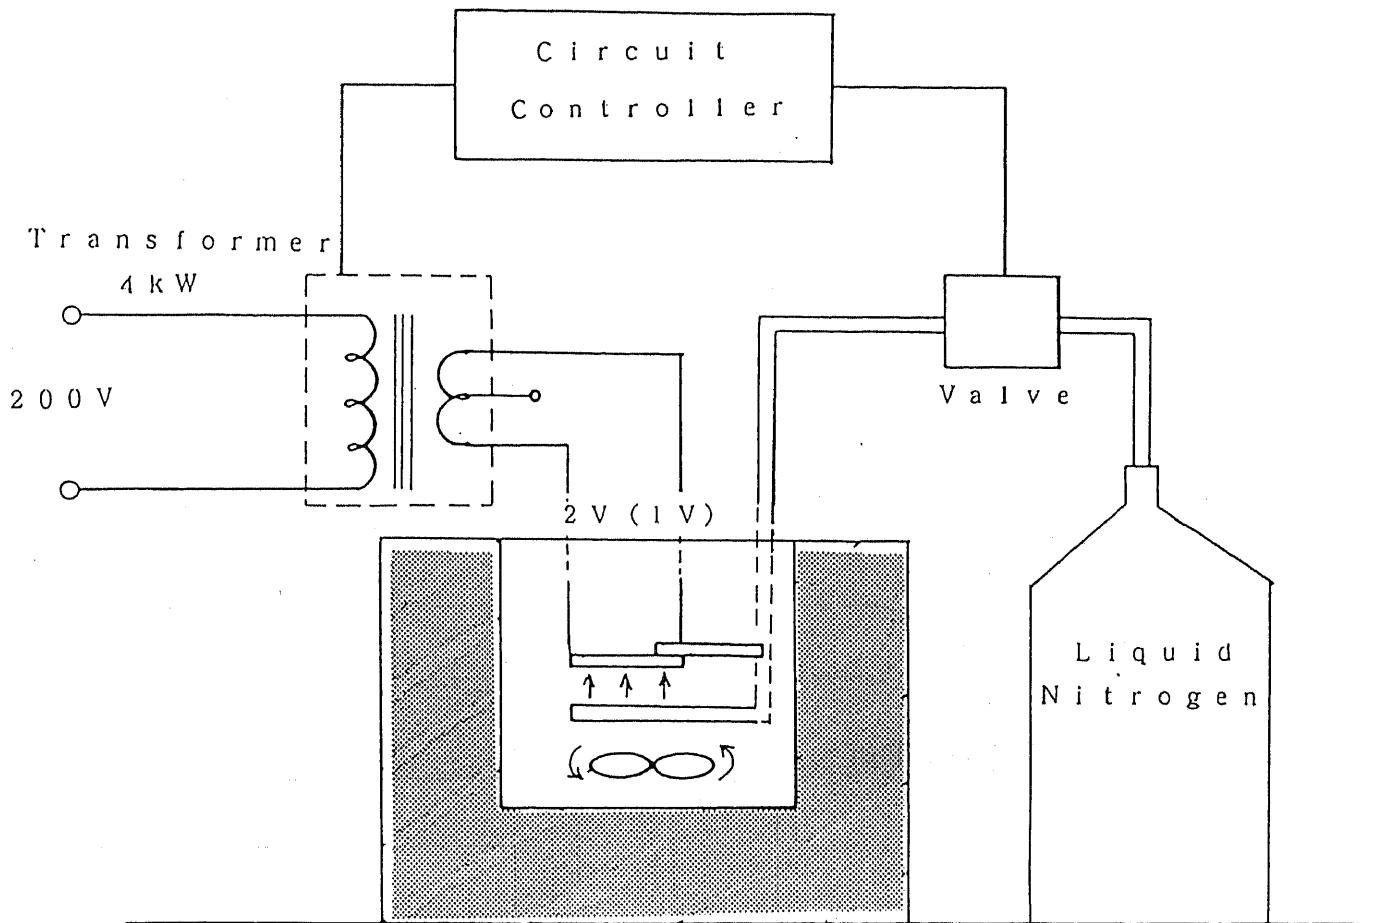 Circuit
Controller
Transformer
4kW
200V
Valve
2V(1V)
Liquid
Nitrogen